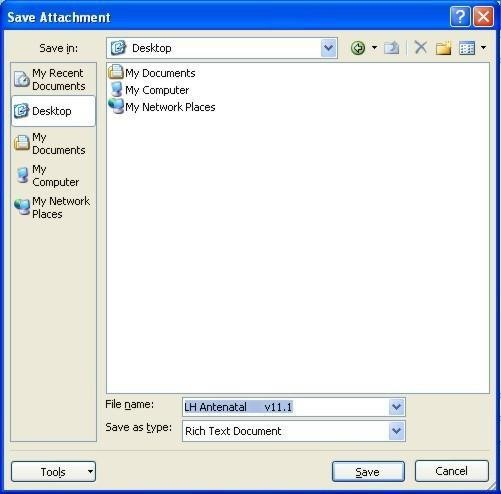 Save Attachment
Save in:
Desktop
My Recent
Documents
Desktop
My
Documents
My
Computer
My Network
Places
My Documents
My Computer
My Network Places
File name:
LH Antenatal v11.1
Save as type:
Rich Text Document
Tools
Save
Cancel